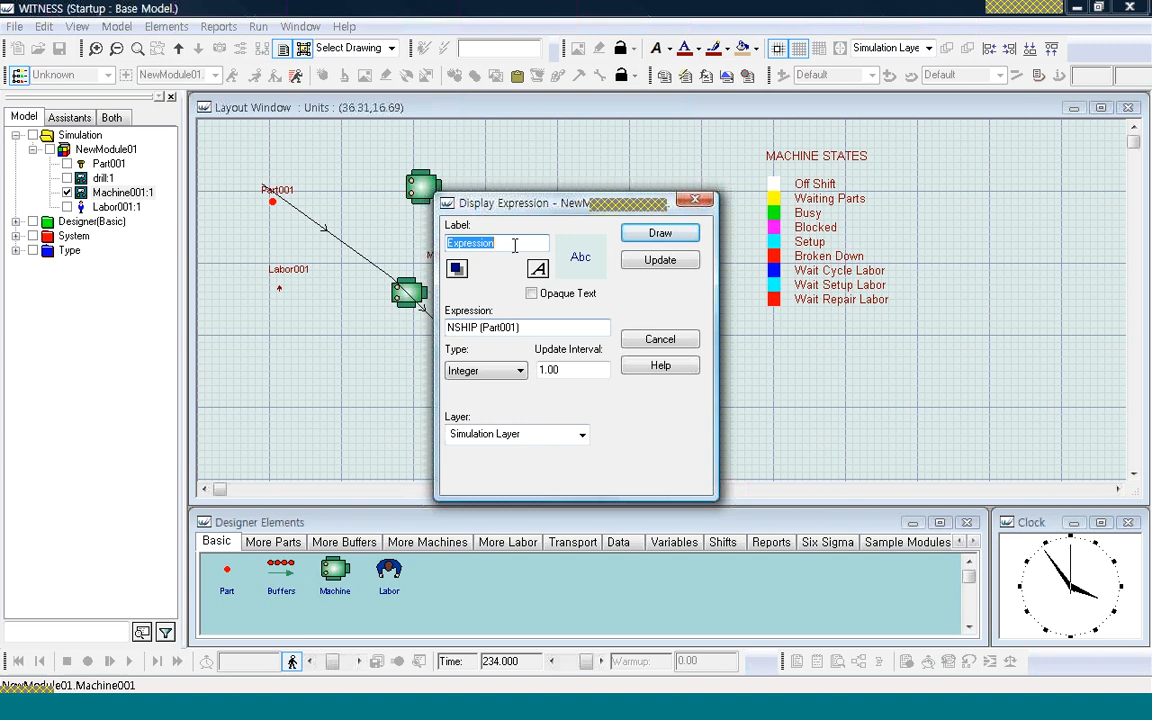 WITNESS (Startup : Base Model.)
File Edit View Model Elements Reports Run Window Help
Select Drawing
A A Simulation Laye
Unknown NewModule01. Default Default
Model Assistants Both
Simulation
NewModule01
Part001
drill:1
Machine001:1
Labor001:1
Designer(Basic)
System
Type
Layout Window : Units : (36.31,16.69)
Part001
Labor001
M
MACHINE STATES
Off Shift
Waiting Parts
Busy
Blocked
Setup
Broken Down
Wait Cycle Labor
Wait Setup Labor
Wait Repair Labor
Display Expression - NewM
Label:
Expression
Abc
A
Opaque Text
Draw
Update
Expression:
NSHIP (Part001)
Cancel
Type: Update Interval:
Integer 1.00
Help
Layer:
Simulation Layer
Designer Elements
Basic More Parts More Buffers More Machines More Labor Transport Data Variables Shifts Reports Six Sigma Sample Modules
Part Buffers Machine Labor
Clock
Time: 234.000 Warmup: 0.00
NewModule01.Machine001